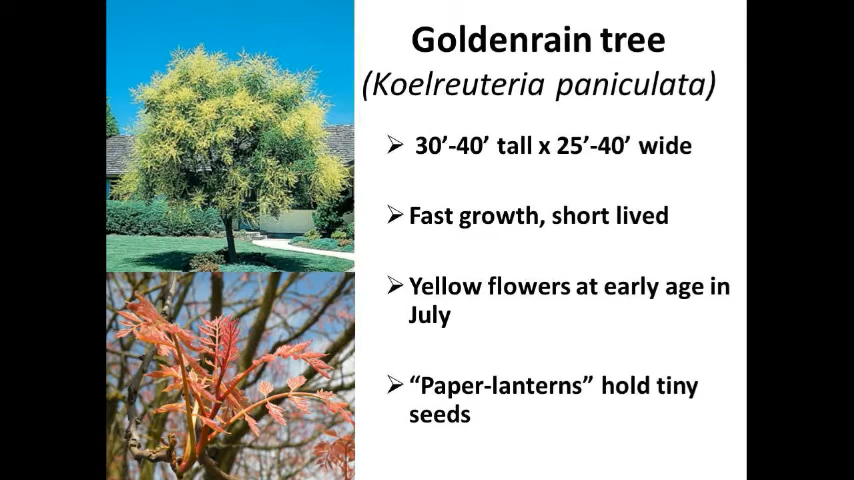 Goldenrain tree
(Koelreuteria paniculata)
➢ 30’-40’ tall x 25’-40’ wide
➢ Fast growth, short lived
➢ Yellow flowers at early age in
July
➢ “Paper-lanterns” hold tiny
seeds